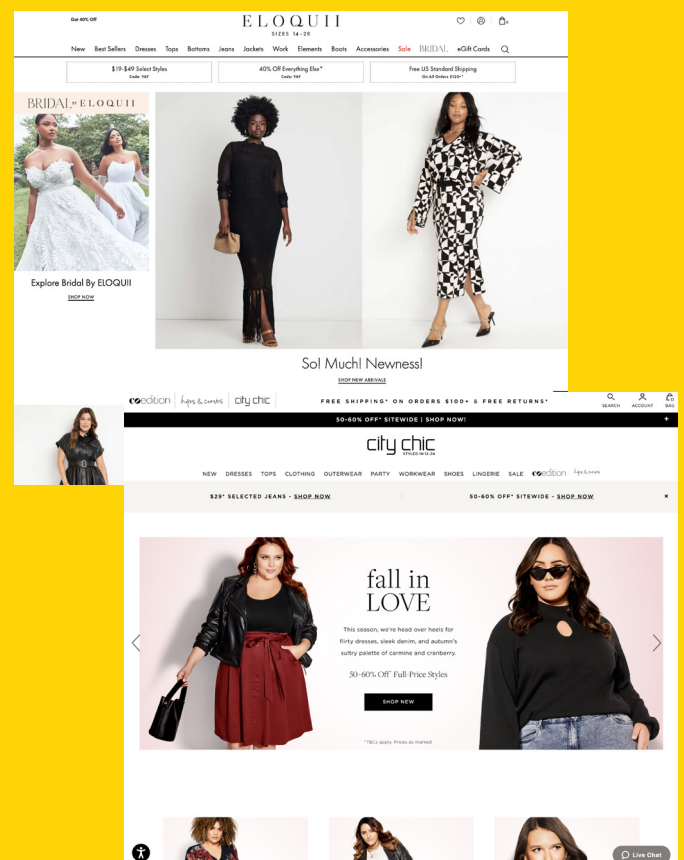 Get 40% Off
ELOQUII
SIZES 14-28
New Best Sellers Dresses Tops Bottoms Jeans Jackets Work Elements Boots Accessories Sale BRIDAL eGift Cards
$19-$49 Select Styles
Code: YAY
40% Off Everything Else*
Code: YAY
Free US Standard Shipping
On All Orders $125+*
BRIDAL BY ELOQUII
Explore Bridal By ELOQUII
SHOP NOW
So! Much! Newness!
SHOP NEW ARRIVALS
coedition hips & curves city chic
FREE SHIPPING* ON ORDERS $100+ & FREE RETURNS*
SEARCH ACCOUNT BAG
50-60% OFF* SITEWIDE | SHOP NOW!
+
city chic
STYLED IN 12-24
NEW DRESSES TOPS CLOTHING OUTERWEAR PARTY WORKWEAR SHOES LINGERIE SALE coedition hips & curves
$29* SELECTED JEANS - SHOP NOW
50-60% OFF* SITEWIDE - SHOP NOW
fall in
LOVE
This season, we're head over heels for
flirty dresses, sleek denim, and autumn's
sultry palette of carmine and cranberry.
50-60% Off* Full-Price Styles
SHOP NEW
*T&Cs apply. Prices as marked.
Live Chat